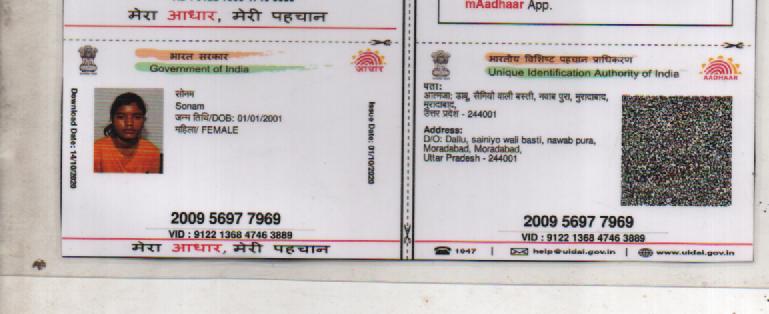 मेरा आधार, मेरी पहचान
mAadhaar App.
भारत सरकार
Government of India
आधार
Download Date: 14/10/2020
सोनम
Sonam
जन्म तिथि/DOB: 01/01/2001
महिला/ FEMALE
Issue Date: 01/10/2020
2009 5697 7969
VID : 9122 1368 4746 3889
मेरा आधार, मेरी पहचान
भारतीय विशिष्ट पहचान प्राधिकरण
Unique Identification Authority of India
AADHAAR
पता:
आत्मजा: डालू, सैनियो वाली बस्ती, नवाब पुरा, मुरादाबाद,
मुरादाबाद,
उत्तर प्रदेश - 244001
Address:
D/O: Dallu, sainiyo wali basti, nawab pura,
Moradabad, Moradabad,
Uttar Pradesh - 244001
2009 5697 7969
VID : 9122 1368 4746 3889
1947 | help@uidai.gov.in | www.uidai.gov.in